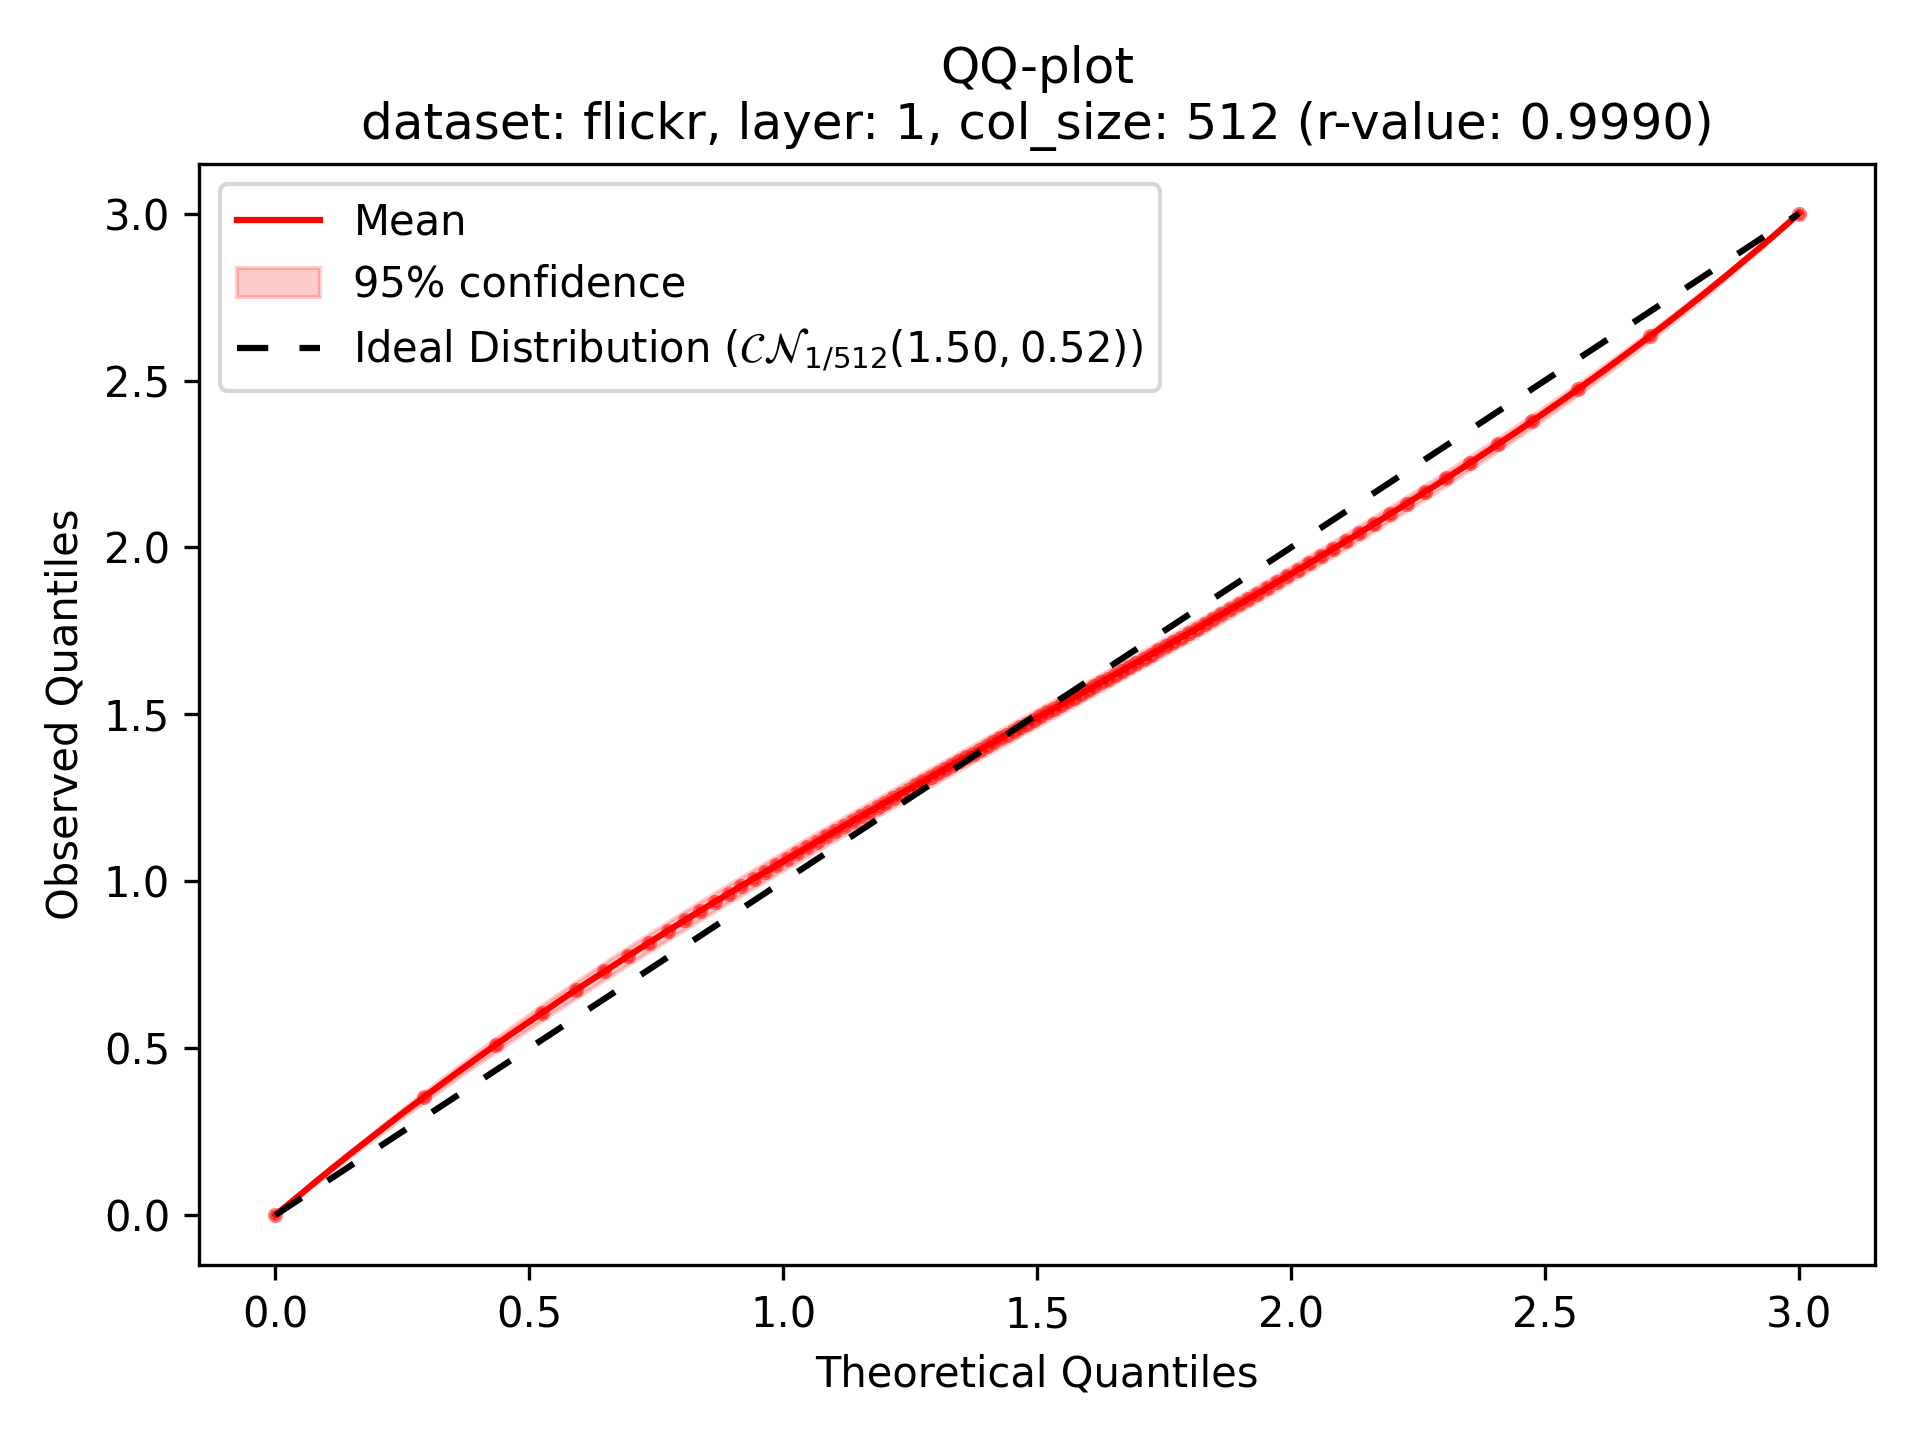 QQ-plot
dataset: flickr, layer: 1, col_size: 512 (r-value: 0.9990)
Mean
95% confidence
Ideal Distribution (𝒞𝒩₁/₅₁₂(1.50, 0.52))
3.0
2.5
2.0
1.5
1.0
0.5
0.0
Observed Quantiles
0.0 0.5 1.0 1.5 2.0 2.5 3.0
Theoretical Quantiles